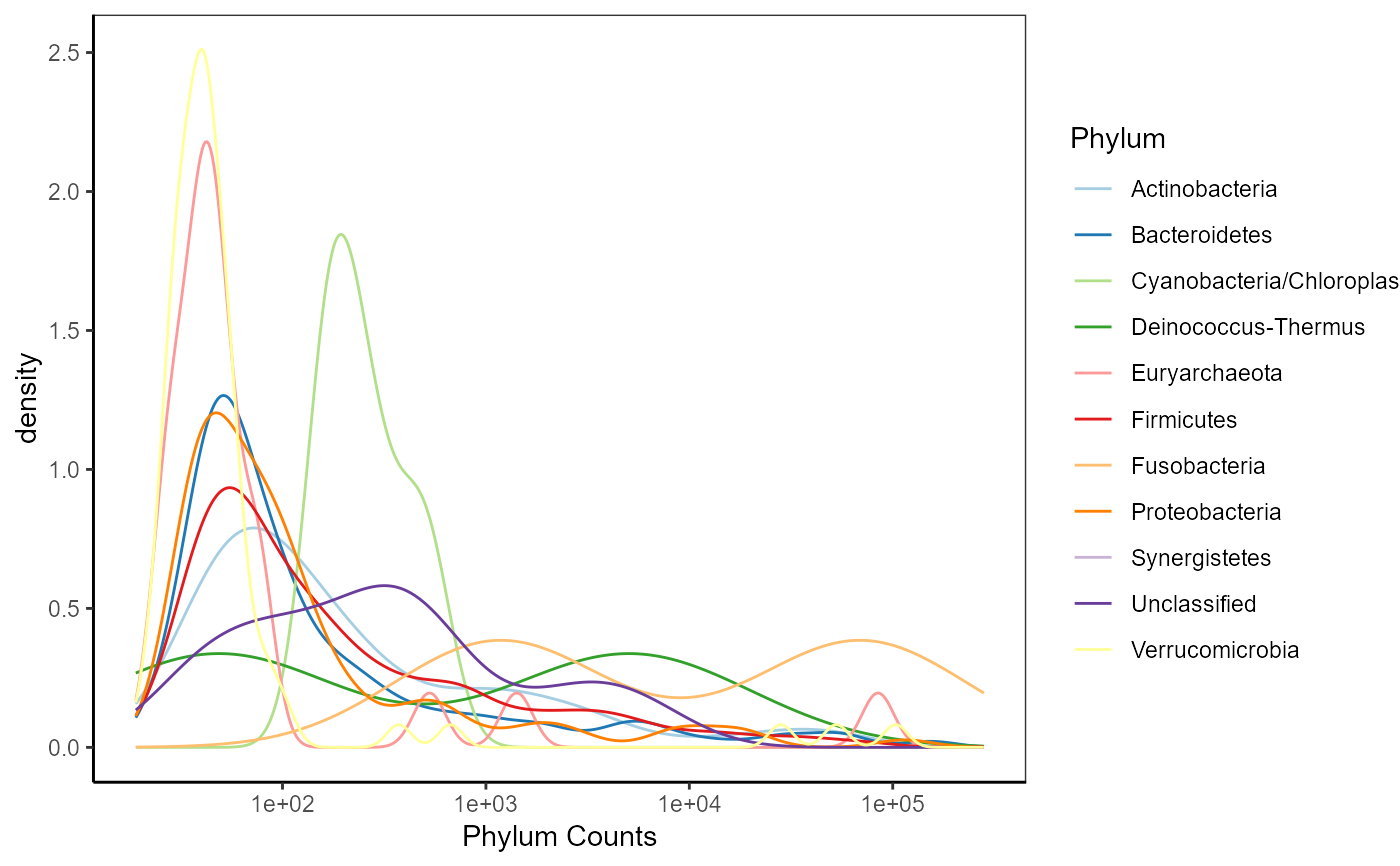 2.5
2.0
1.5
1.0
0.5
0.0
density
1e+02 1e+03 1e+04 1e+05
Phylum Counts
Phylum
Actinobacteria
Bacteroidetes
Cyanobacteria/Chloroplas
Deinococcus-Thermus
Euryarchaeota
Firmicutes
Fusobacteria
Proteobacteria
Synergistetes
Unclassified
Verrucomicrobia